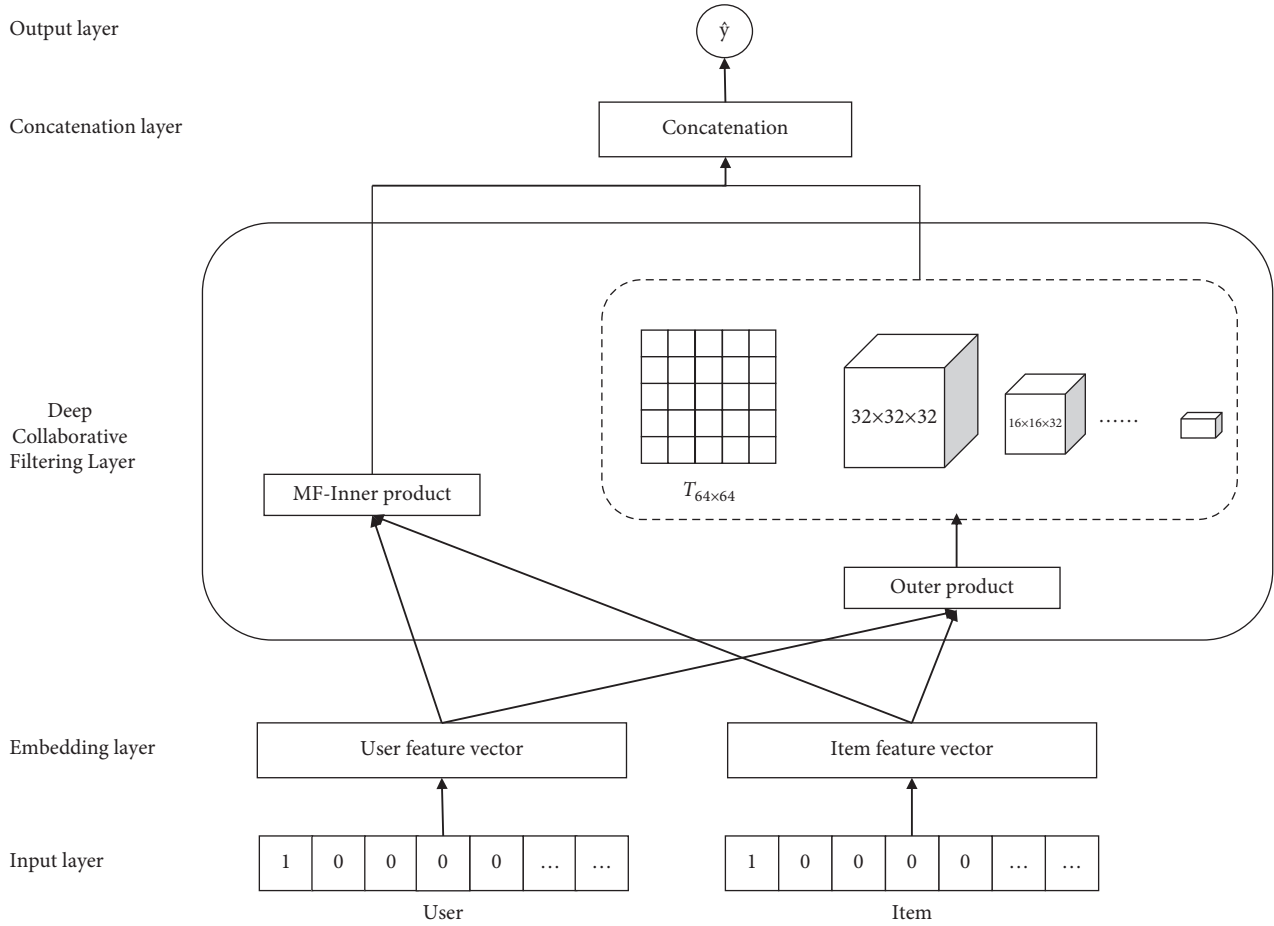 Output layer
ŷ
Concatenation layer
Concatenation
Deep
Collaborative
Filtering Layer
32×32×32
16×16×32
......
T64×64
MF-Inner product
Outer product
Embedding layer
User feature vector
Item feature vector
Input layer
1 0 0 0 0 ... ...
1 0 0 0 0 ... ...
User
Item